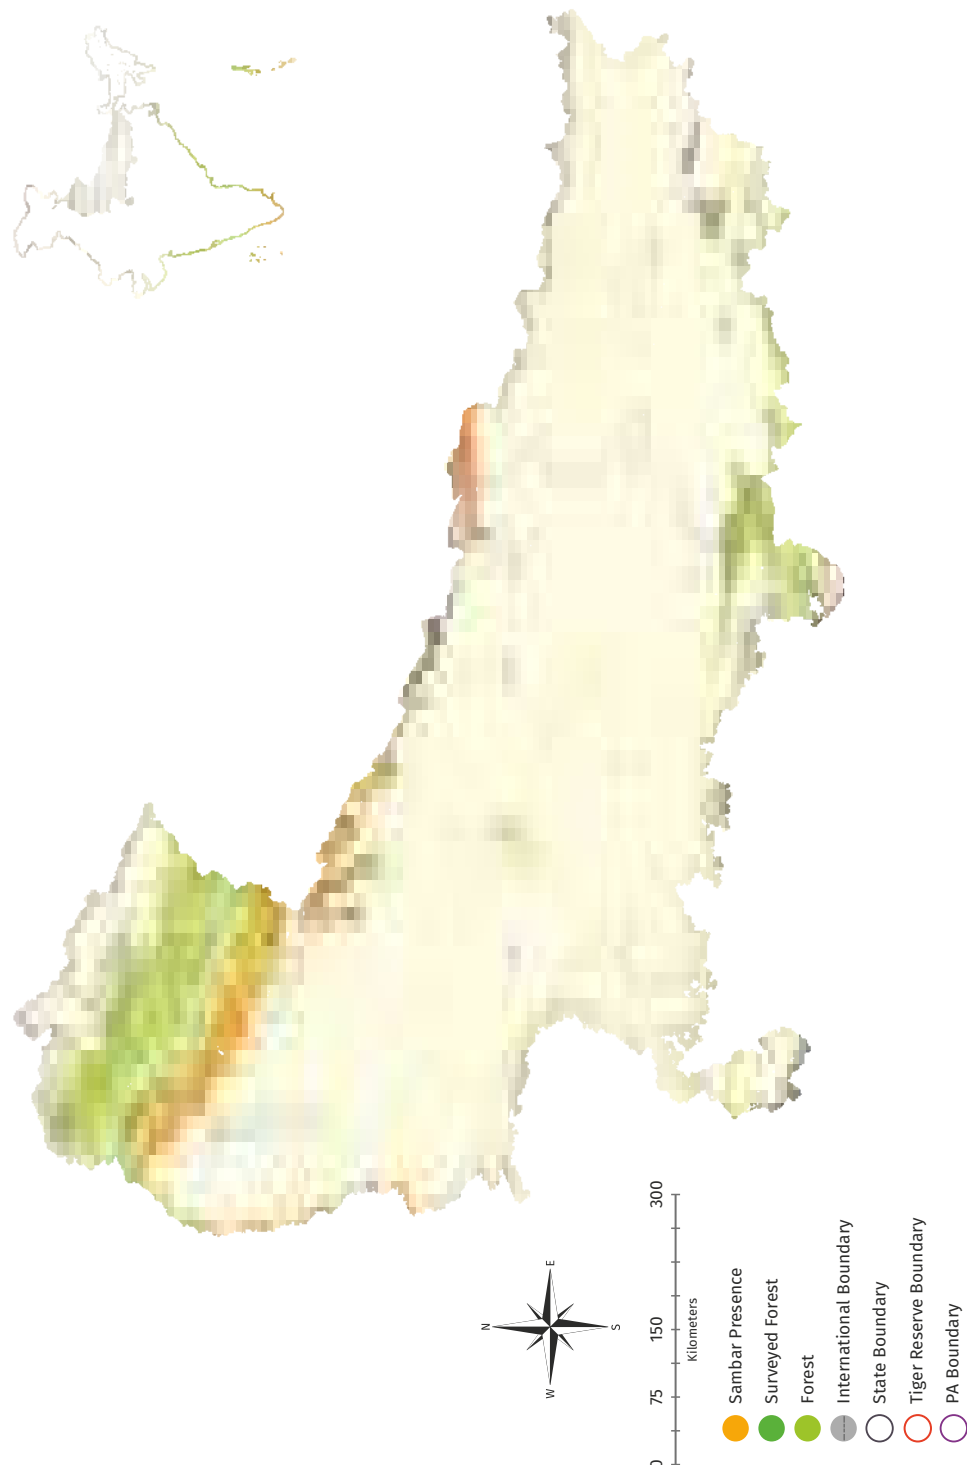 N
E
W
S
0
75
150
300
Kilometers
Sambar Presence
Surveyed Forest
Forest
International Boundary
State Boundary
Tiger Reserve Boundary
PA Boundary